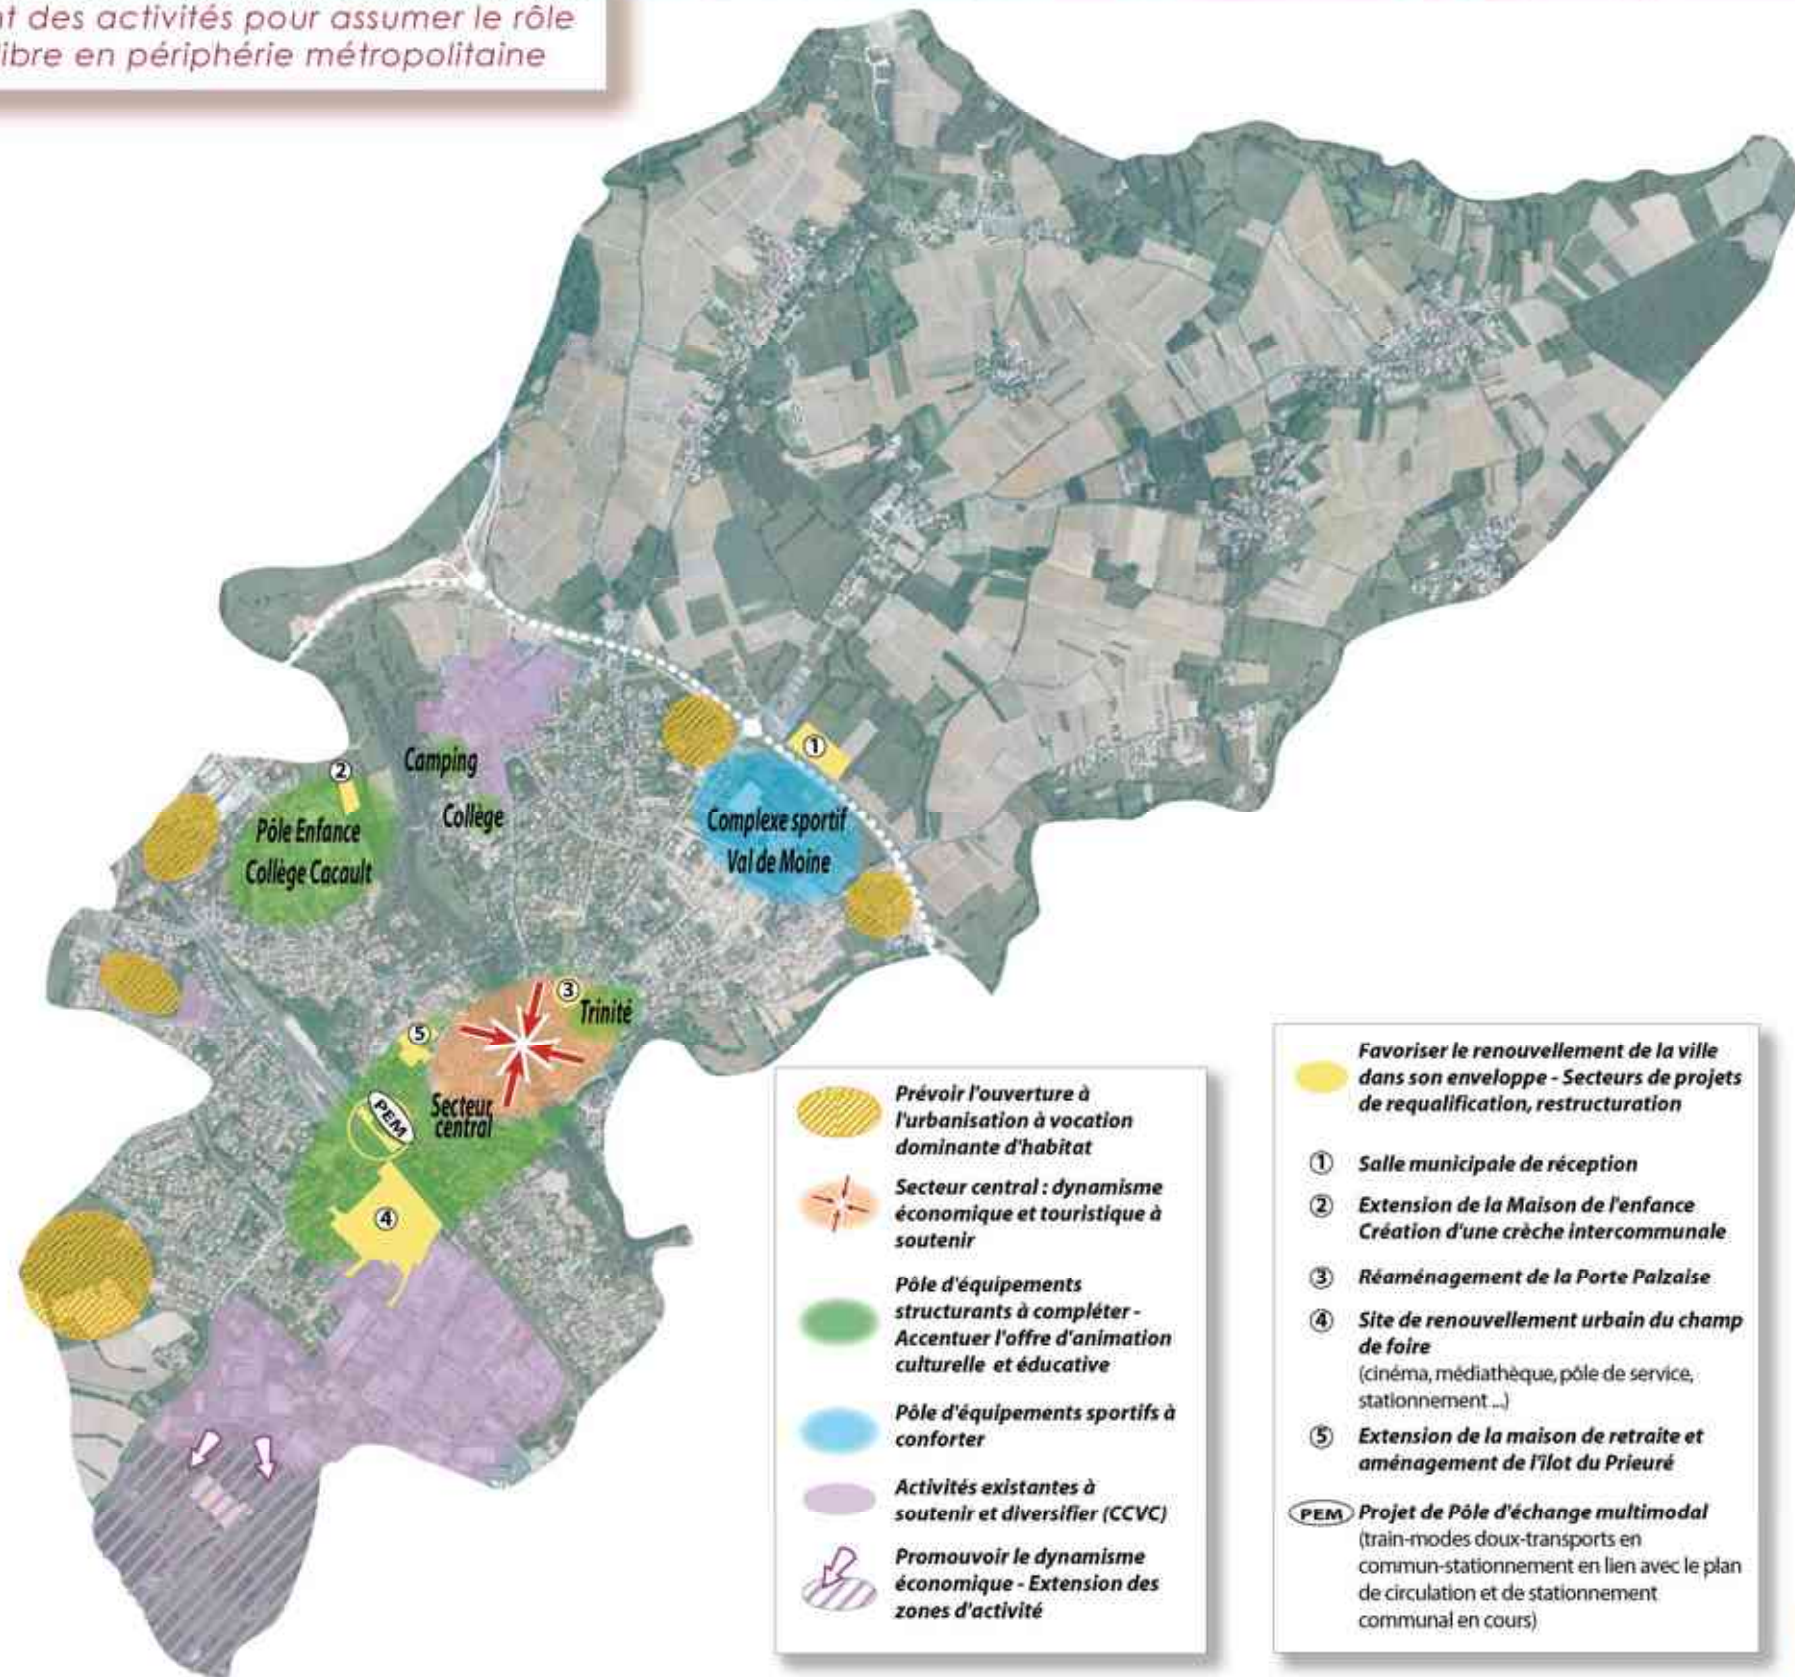 nt des activités pour assumer le rôle
libre en périphérie métropolitaine
1
Camping
2
Collège
Pôle Enfance
Collège Cacault
Complexe sportif
Val de Moine
3
Trinité
5
PEM
Secteur
central
4
Prévoir l'ouverture à
l'urbanisation à vocation
dominante d'habitat
Secteur central : dynamisme
économique et touristique à
soutenir
Pôle d'équipements
structurants à compléter -
Accentuer l'offre d'animation
culturelle et éducative
Pôle d'équipements sportifs à
conforter
Activités existantes à
soutenir et diversifier (CCVC)
Promouvoir le dynamisme
économique - Extension des
zones d'activité
Favoriser le renouvellement de la ville
dans son enveloppe - Secteurs de projets
de requalification, restructuration
1 Salle municipale de réception
2 Extension de la Maison de l'enfance
Création d'une crèche intercommunale
3 Réaménagement de la Porte Palzaise
4 Site de renouvellement urbain du champ
de foire
(cinéma, médiathèque, pôle de service,
stationnement ...)
5 Extension de la maison de retraite et
aménagement de l'îlot du Prieuré
PEM Projet de Pôle d'échange multimodal
(train-modes doux-transports en
commun-stationnement en lien avec le plan
de circulation et de stationnement
communal en cours)